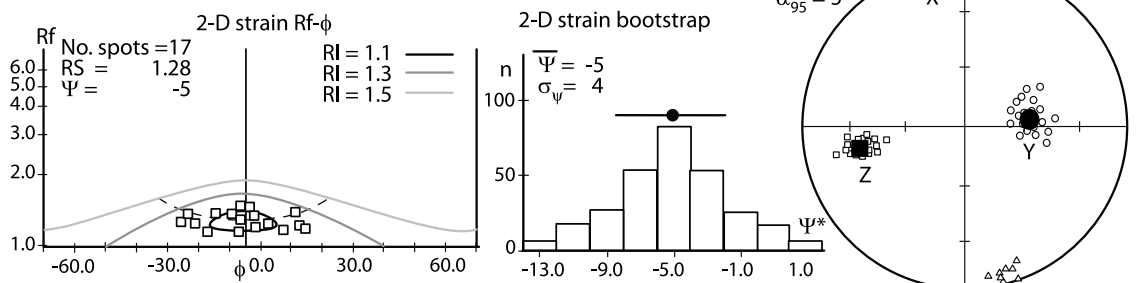 2-D strain Rf-ϕ
Rf
No. spots =17
RS = 1.28
Ψ = -5
RI = 1.1
RI = 1.3
RI = 1.5
6.0
5.0
4.0
3.0
2.0
1.0
-60.0 -30.0 ϕ 0.0 30.0 60.0
2-D strain bootstrap
n
Ψ = -5
σψ = 4
100
50
0
Ψ*
-13.0 -9.0 -5.0 -1.0 1.0
Y
Z